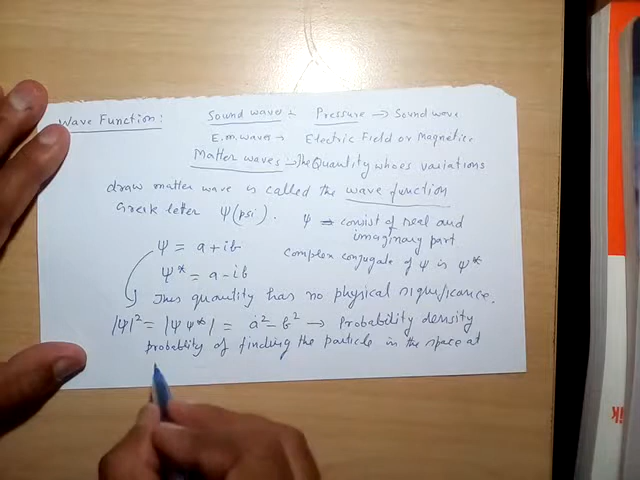 Wave Function: Sound wave :- Pressure → Sound wave
E.m. waves → Electric Field or Magnetic
Matter waves → The Quantity whoes variations
draw matter wave is called the wave function
Greek letter Ψ(psi). Ψ ⇒ consist of real and
imaginary part
Ψ = a + ib complex conjugate of Ψ is Ψ*
Ψ* = a - ib
This quantity has no physical significance.
|Ψ|² = |Ψ Ψ*| = a² - b² → Probability density
probablity of finding the particle in the space at